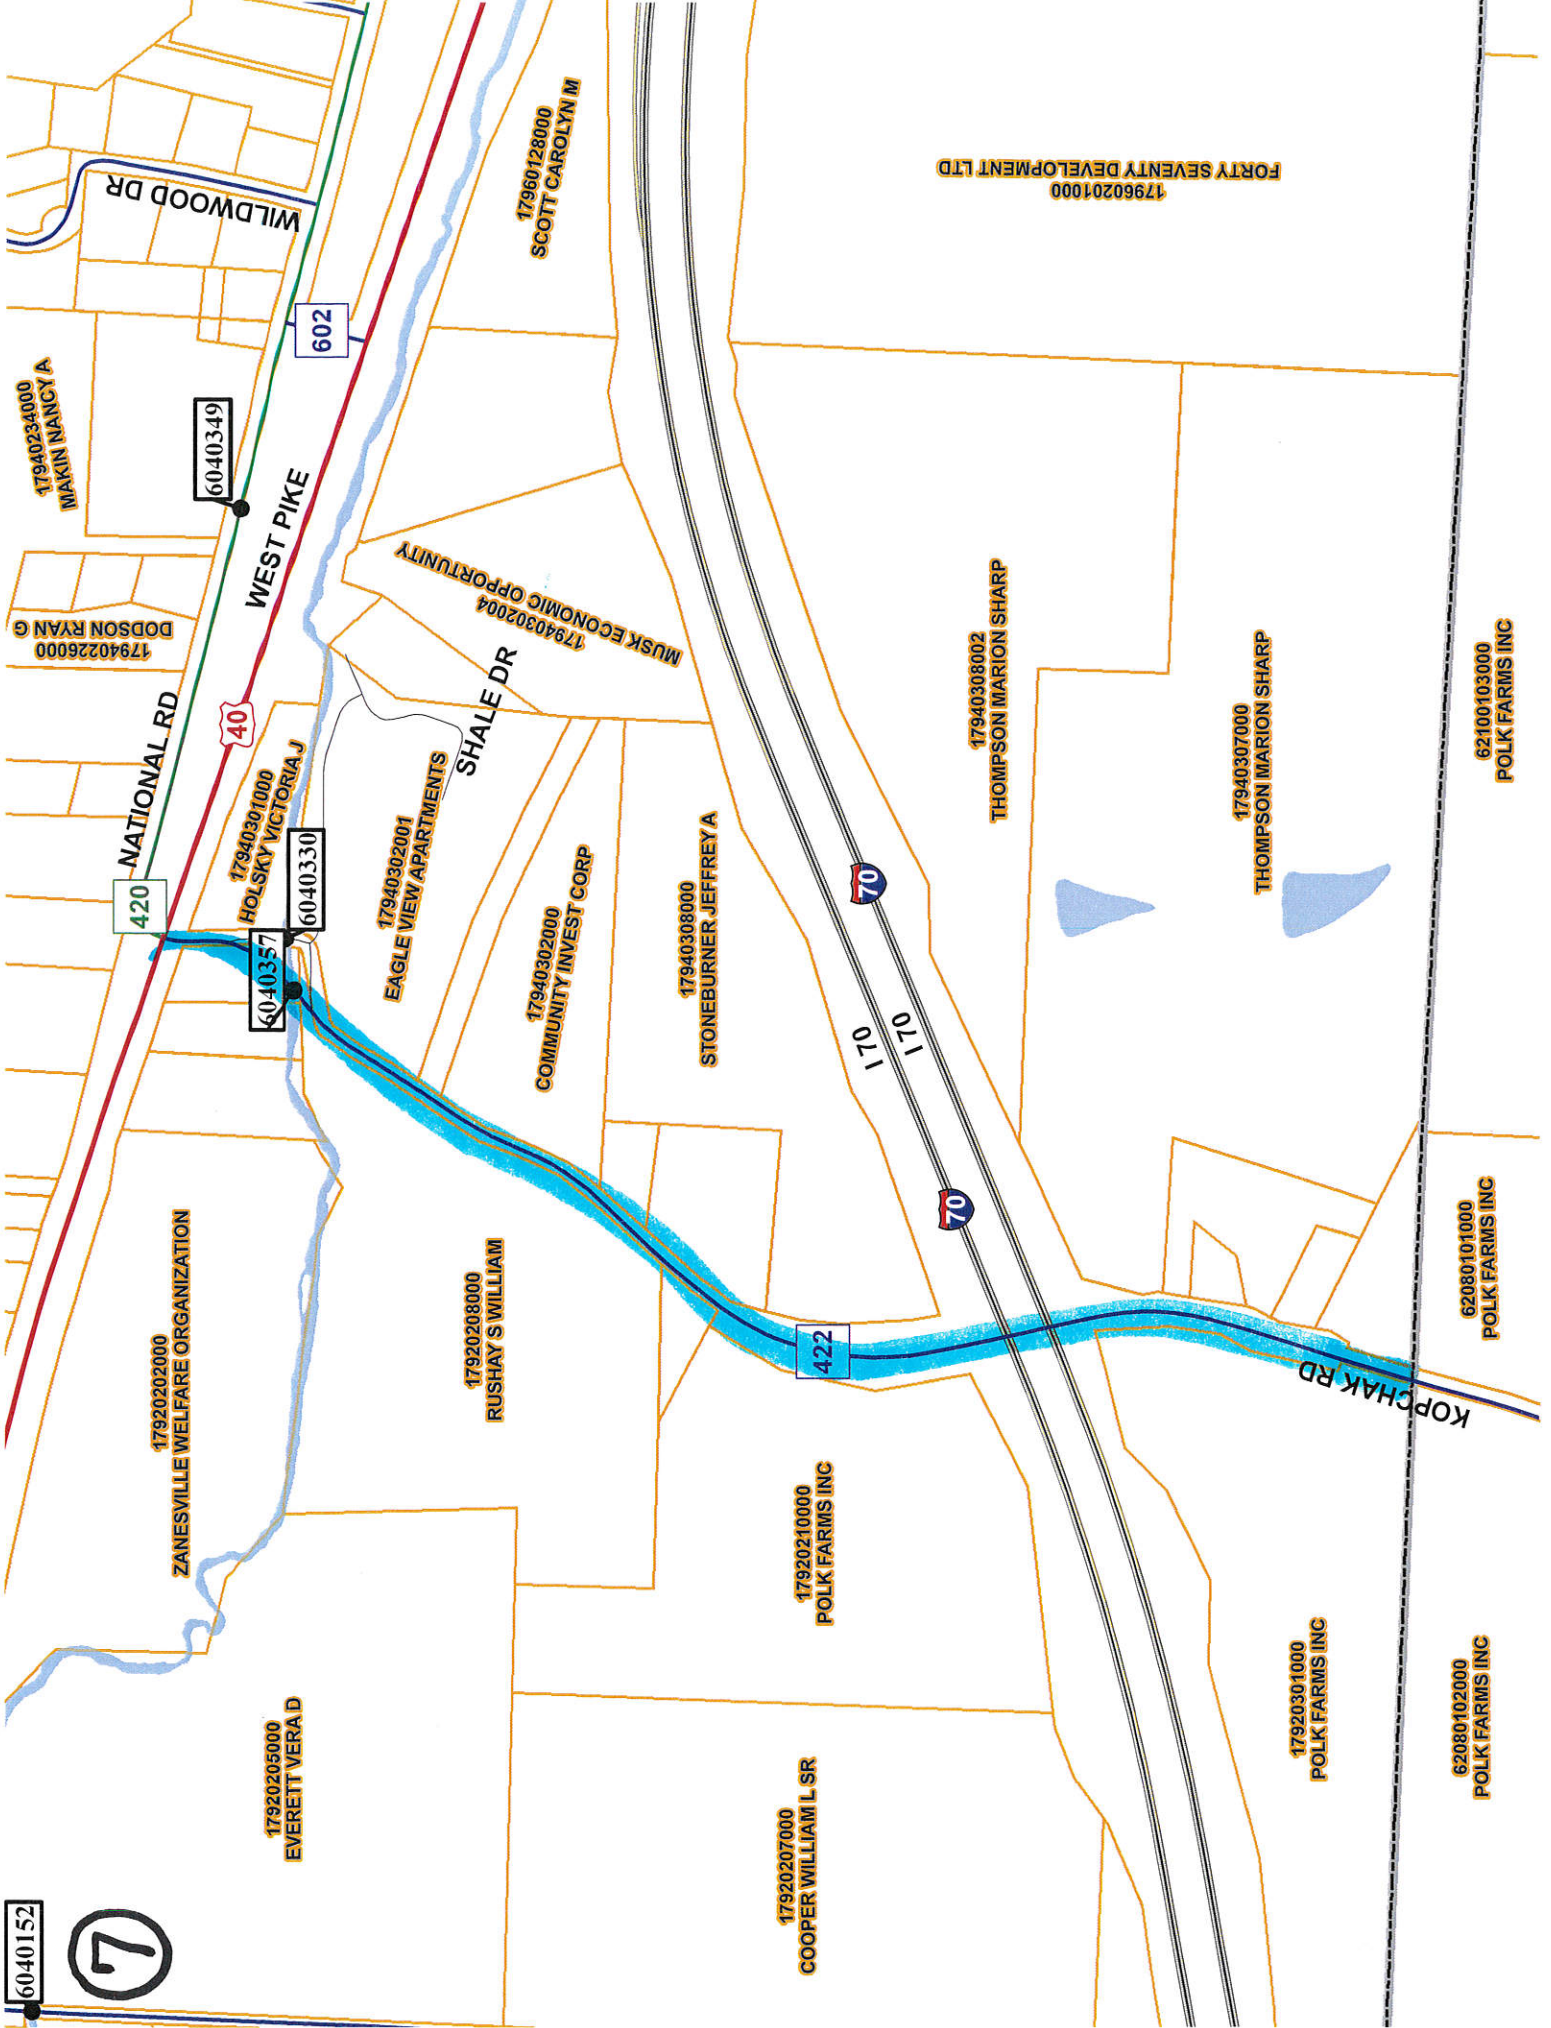 WILDWOOD DR
17960128000
SCOTT CAROLYN M
17960201000
FORTY SEVENTY DEVELOPMENT LTD
602
17940234000
MAKIN NANCY A
6040349
WEST PIKE
17940226000
DODSON RYAN G
17940302004
MUSK ECONOMIC OPPORTUNITY
NATIONAL RD
40
SHALE DR
17940308002
THOMPSON MARION SHARP
17940307000
THOMPSON MARION SHARP
62100103000
POLK FARMS INC
420
17940301000
HOLSKY VICTORIA J
6040330
6040357
17940302001
EAGLE VIEW APARTMENTS
17940302000
COMMUNITY INVEST CORP
17940308000
STONEBURNER JEFFREY A
70
I 70
I 70
70
17920202000
ZANESVILLE WELFARE ORGANIZATION
17920208000
RUSHAY S WILLIAM
422
KOPCHAK RD
62080101000
POLK FARMS INC
17920210000
POLK FARMS INC
17920205000
EVERETT VERA D
17920207000
COOPER WILLIAM L SR
17920301000
POLK FARMS INC
62080102000
POLK FARMS INC
6040152
7